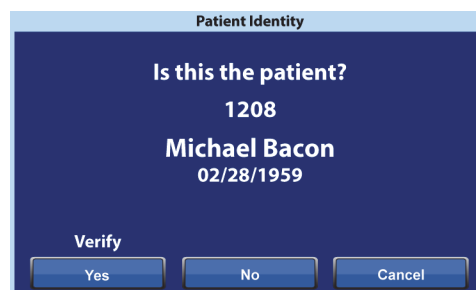 Patient Identity
Is this the patient?
1208
Michael Bacon
02/28/1959
Verify
Yes No Cancel